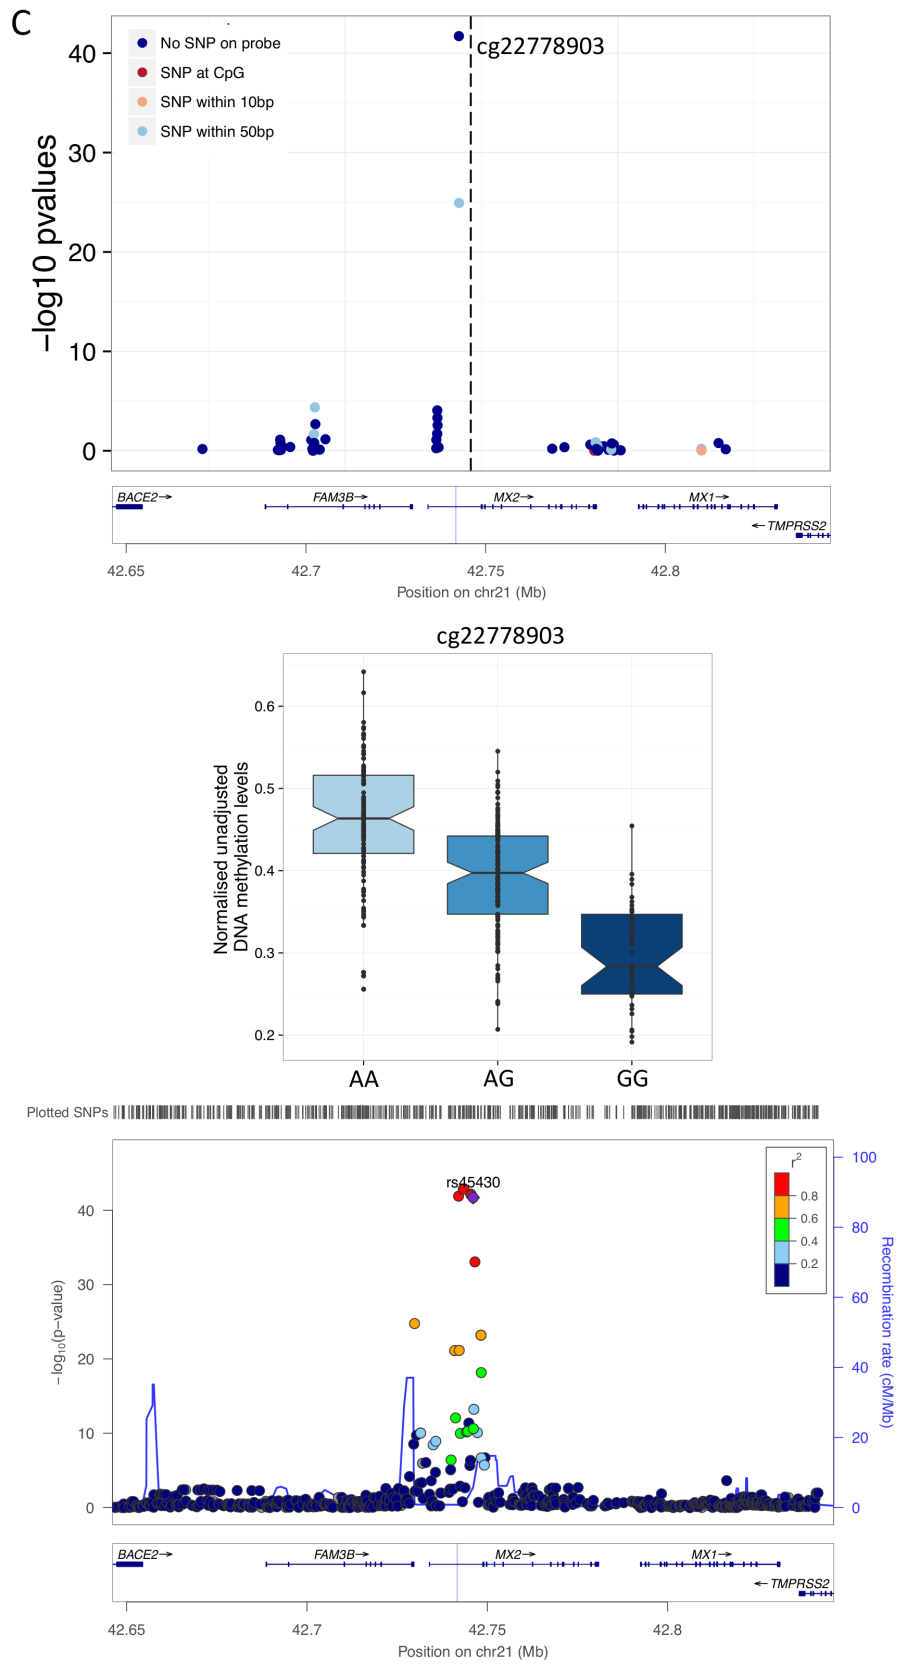 C
No SNP on probe
SNP at CpG
SNP within 10bp
SNP within 50bp
cg22778903
−log10 pvalues
40
30
20
10
0
BACE2→
FAM3B→
MX2→
MX1→
←TMPRSS2
42.65 42.7 42.75 42.8
Position on chr21 (Mb)
cg22778903
Normalised unadjusted
DNA methylation levels
0.6
0.5
0.4
0.3
0.2
AA AG GG
Plotted SNPs
rs45430
r2
0.8
0.6
0.4
0.2
−log10(p−value)
40
30
20
10
0
100
80
60
40
20
0
Recombination rate (cM/Mb)
BACE2→
FAM3B→
MX2→
MX1→
←TMPRSS2
42.65 42.7 42.75 42.8
Position on chr21 (Mb)